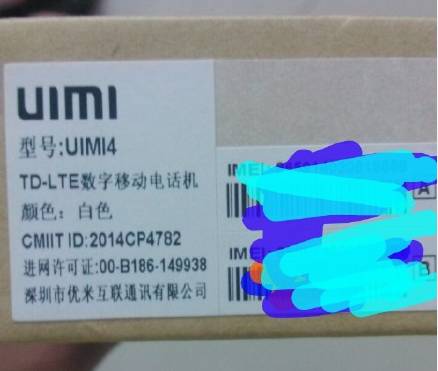 UIMI
型号:UIMI4
TD-LTE数字移动电话机
颜色：白色
CMIIT ID:2014CP4782
进网许可证:00-B186-149938
深圳市优米互联通讯有限公司
IMEI
A
IME
B